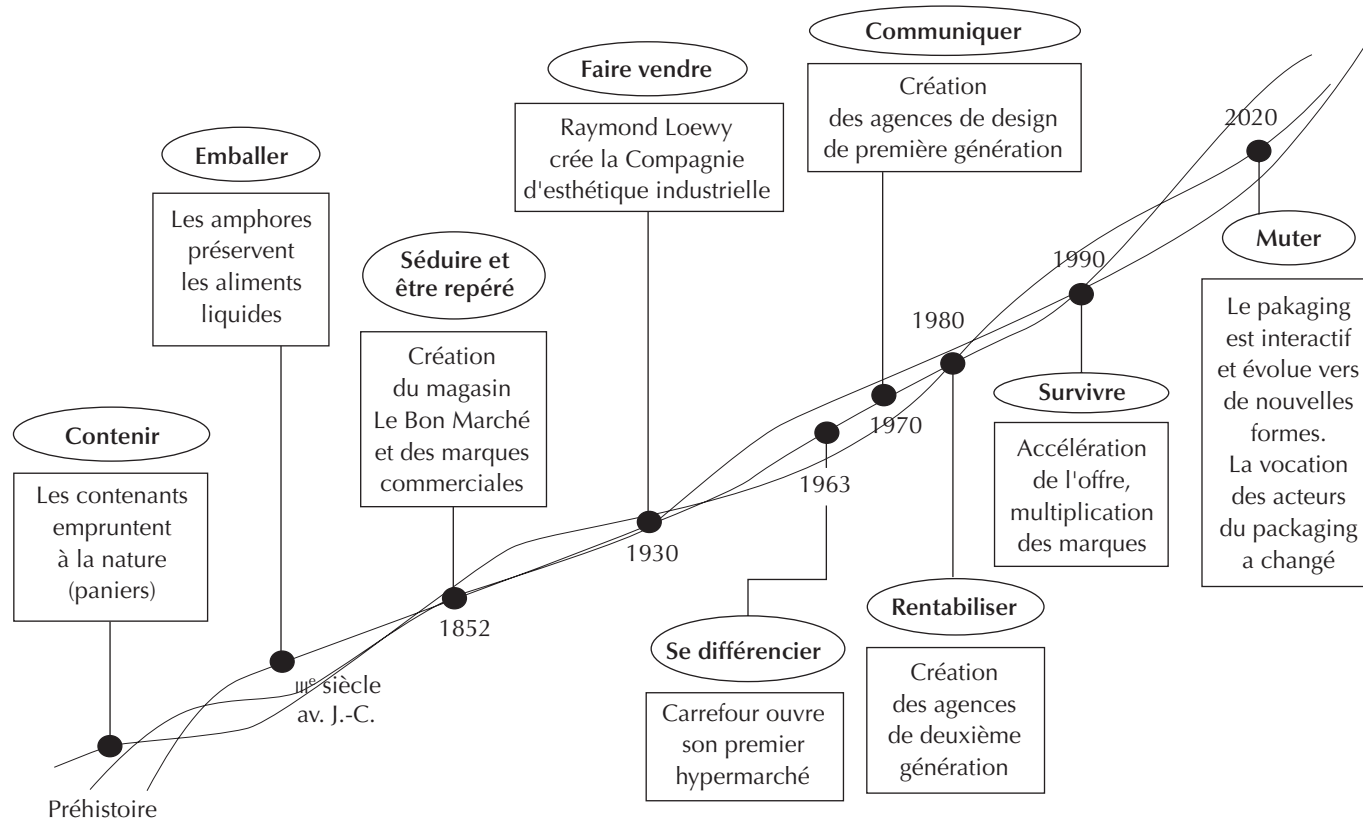 Contenir
Les contenants
empruntent
à la nature
(paniers)
Préhistoire
Emballer
Les amphores
préservent
les aliments
liquides
IIIe siècle
av. J.-C.
Séduire et
être repéré
Création
du magasin
Le Bon Marché
et des marques
commerciales
1852
Faire vendre
Raymond Loewy
crée la Compagnie
d'esthétique industrielle
1930
1963
Se différencier
Carrefour ouvre
son premier
hypermarché
Communiquer
Création
des agences de design
de première génération
1970
1980
Rentabiliser
Création
des agences
de deuxième
génération
1990
Survivre
Accélération
de l'offre,
multiplication
des marques
2020
Muter
Le pakaging
est interactif
et évolue vers
de nouvelles
formes.
La vocation
des acteurs
du packaging
a changé